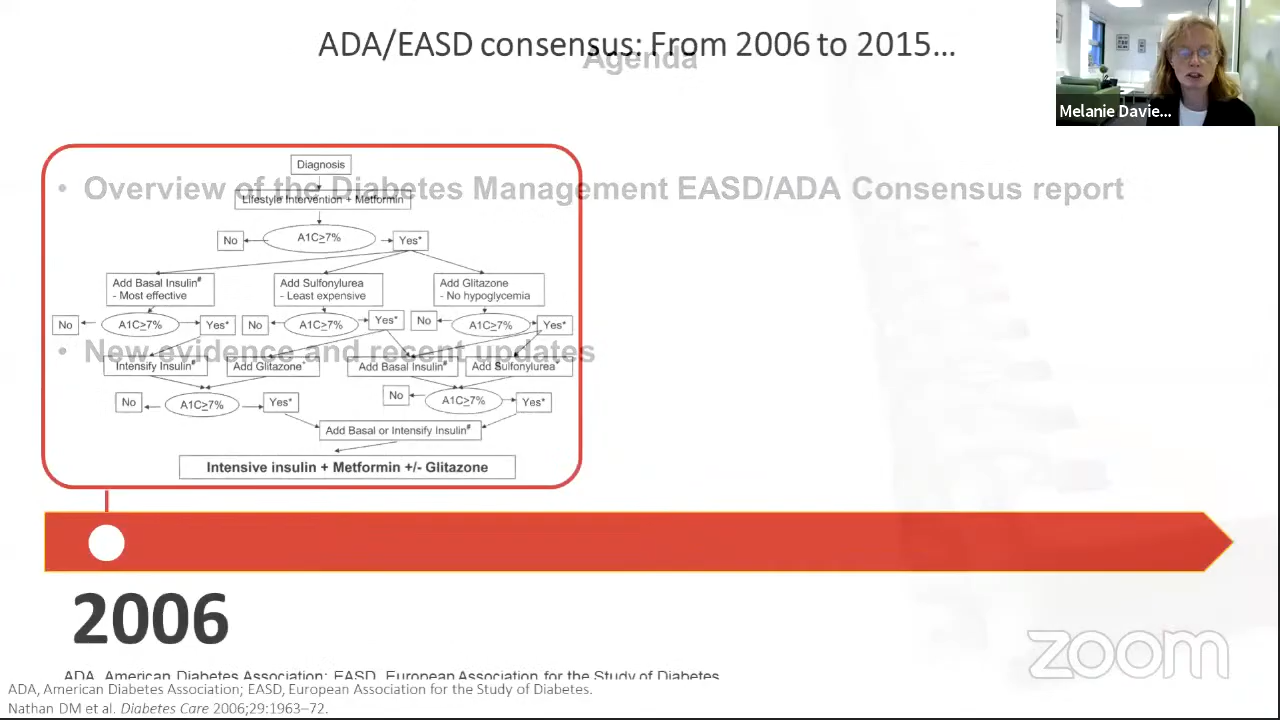 ADA/EASD consensus: From 2006 to 2015...
Agenda
Melanie Davie...
• Overview of the Diabetes Management EASD/ADA Consensus report
• New evidence and recent updates
Diagnosis
Lifestyle Intervention + Metformin
No
A1C≥7%
Yes*
Add Basal Insulin#
- Most effective
Add Sulfonylurea
- Least expensive
Add Glitazone
- No hypoglycemia
No
A1C≥7%
Yes*
No
A1C≥7%
Yes*
No
A1C≥7%
Yes*
Intensify Insulin#
Add Glitazone+
Add Basal Insulin#
Add Sulfonylurea+
No
A1C≥7%
Yes*
No
A1C≥7%
Yes*
Add Basal or Intensify Insulin#
Intensive insulin + Metformin +/- Glitazone
2006
zoom
ADA, American Diabetes Association; EASD, European Association for the Study of Diabetes
ADA, American Diabetes Association; EASD, European Association for the Study of Diabetes.
Nathan DM et al. Diabetes Care 2006;29:1963–72.